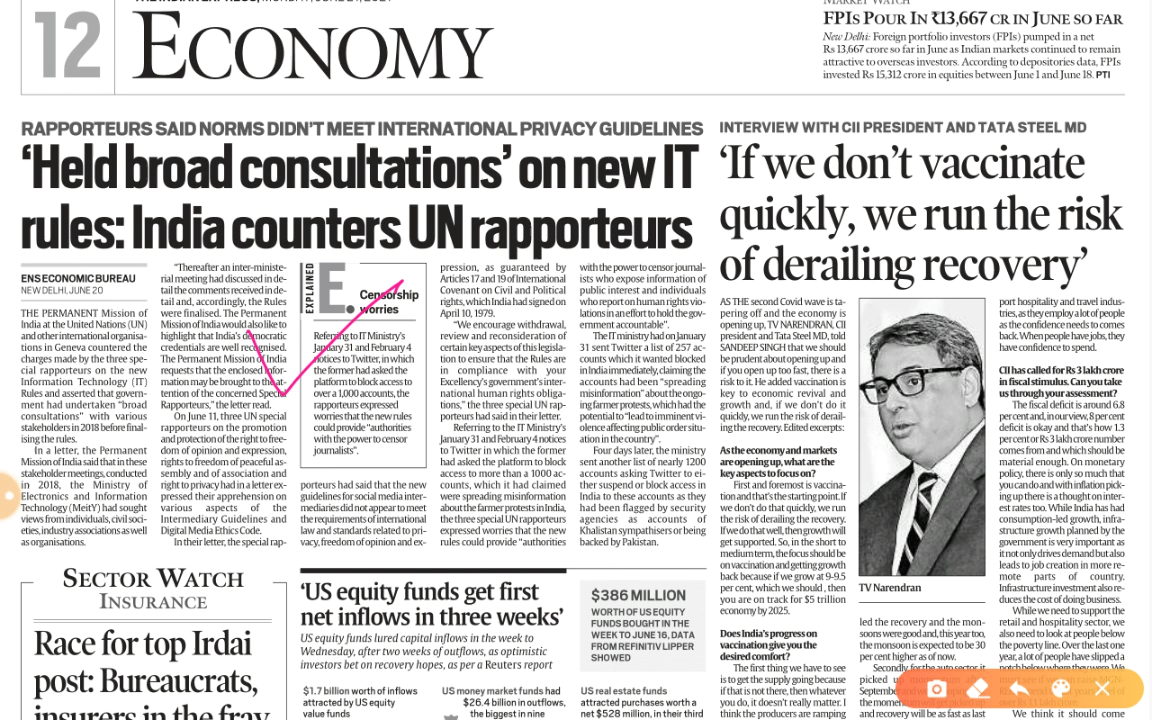 THE INDIAN EXPRESS, MONDAY, JUNE 21, 2021
12
ECONOMY
MARKET WATCH
FPIS POUR IN ₹13,667 CR IN JUNE SO FAR
New Delhi: Foreign portfolio investors (FPIs) pumped in a net
Rs 13,667 crore so far in June as Indian markets continued to remain
attractive to overseas investors. According to depositories data, FPIs
invested Rs 15,312 crore in equities between June 1 and June 18. PTI
RAPPORTEURS SAID NORMS DIDN'T MEET INTERNATIONAL PRIVACY GUIDELINES
'Held broad consultations' on new IT
rules: India counters UN rapporteurs
ENS ECONOMIC BUREAU
NEW DELHI, JUNE 20
THE PERMANENT Mission of
India at the United Nations (UN)
and other international organisa-
tions in Geneva countered the
charges made by the three spe-
cial rapporteurs on the new
Information Technology (IT)
Rules and asserted that govern-
ment had undertaken "broad
consultations" with various
stakeholders in 2018 before final-
ising the rules.
In a letter, the Permanent
Mission of India said that in these
stakeholder meetings, conducted
in 2018, the Ministry of
Electronics and Information
Technology (MeitY) had sought
views from individuals, civil soci-
eties, industry associations as well
as organisations.
"Thereafter an inter-ministe-
rial meeting had discussed in de-
tail the comments received in de-
tail and, accordingly, the Rules
were finalised. The Permanent
Mission of India would also like to
highlight that India's democratic
credentials are well recognised.
The Permanent Mission of India
requests that the enclosed infor-
mation may be brought to the at-
tention of the concerned Special
Rapporteurs," the letter read.
On June 11, three UN special
rapporteurs on the promotion
and protection of the right to free-
dom of opinion and expression,
rights to freedom of peaceful as-
sembly and of association and
right to privacy had in a letter ex-
pressed their apprehension on
various aspects of the
Intermediary Guidelines and
Digital Media Ethics Code.
In their letter, the special rap-
EXPLAINED
E.
Censorship
worries
Referring to IT Ministry's
January 31 and February 4
notices to Twitter, in which
the former had asked the
platform to block access to
over a 1,000 accounts, the
rapporteurs expressed
worries that the new rules
could provide "authorities
with the power to censor
journalists".
porteurs had said that the new
guidelines for social media inter-
mediaries did not appear to meet
the requirements of international
law and standards related to pri-
vacy, freedom of opinion and ex-
pression, as guaranteed by
Articles 17 and 19 of International
Covenant on Civil and Political
rights, which India had signed on
April 10, 1979.
"We encourage withdrawal,
review and reconsideration of
certain key aspects of this legisla-
tion to ensure that the Rules are
in compliance with your
Excellency's government's inter-
national human rights obliga-
tions," the three special UN rap-
porteurs had said in their letter.
Referring to the IT Ministry's
January 31 and February 4 notices
to Twitter in which the former
had asked the platform to block
access to more than a 1000 ac-
counts, which it had claimed
were spreading misinformation
about the farmer protests in India,
the three special UN rapporteurs
expressed worries that the new
rules could provide "authorities
with the power to censor journal-
ists who expose information of
public interest and individuals
who report on human rights vio-
lations in an effort to hold the gov-
ernment accountable".
The IT ministry had on January
31 sent Twitter a list of 257 ac-
counts which it wanted blocked
in India immediately, claiming the
accounts had been "spreading
misinformation" about the ongo-
ing farmer protests, which had the
potential to "lead to imminent vi-
olence affecting public order situ-
ation in the country".
Four days later, the ministry
sent another list of nearly 1200
accounts asking Twitter to ei-
ther suspend or block access in
India to these accounts as they
had been flagged by security
agencies as accounts of
Khalistan sympathisers or being
backed by Pakistan.
INTERVIEW WITH CII PRESIDENT AND TATA STEEL MD
'If we don't vaccinate
quickly, we run the risk
of derailing recovery'
AS THE second Covid wave is ta-
pering off and the economy is
opening up, TV NARENDRAN, CII
president and Tata Steel MD, told
SANDEEP SINGH that we should
be prudent about opening up and
if you open up too fast, there is a
risk to it. He added vaccination is
key to economic revival and
growth and, if we don't do it
quickly, we run the risk of derail-
ing the recovery. Edited excerpts:
As the economy and markets
are opening up, what are the
key aspects to focus on?
First and foremost is vaccina-
tion and that's the starting point. If
we don't do that quickly, we run
the risk of derailing the recovery.
If we do that well, then growth will
get supported. So, in the short to
medium term, the focus should be
on vaccination and getting growth
back because if we grow at 9-9.5
per cent, which we should , then
you are on track for $5 trillion
economy by 2025.
Does India's progress on
vaccination give you the
desired comfort?
The first thing we have to see
is to get the supply going because
if that is not there, then whatever
you do, it doesn't really matter. I
think the producers are ramping
TV Narendran
led the recovery and the mon-
soons were good and, this year too,
the monsoon is expected to be 30
per cent higher as of now.
Secondly, for the auto sector it
picked u
September
the momen
and recovery will be as fast as last
port hospitality and travel indus-
tries, as they employ a lot of people
as the confidence needs to come
back. When people have jobs, they
have confidence to spend.
CII has called for Rs 3 lakh crore
in fiscal stimulus. Can you take
us through your assessment?
The fiscal deficit is around 6.8
per cent and, in our view, 8 per cent
deficit is okay and that's how 1.3
per cent or Rs 3 lakh crore number
comes from and which should be
material enough. On monetary
policy, there is only so much that
you can do and with inflation pick-
ing up there is a thought on inter-
est rates too. While India has had
consumption-led growth, infra-
structure growth planned by the
government is very important as
it not only drives demand but also
leads to job creation in more re-
mote parts of country.
Infrastructure investment also re-
duces the cost of doing business.
While we need to support the
retail and hospitality sector, we
also need to look at people below
the poverty line. Over the last one
year, a lot of people have slipped a
notch below where they were. We
We think it should come
SECTOR WATCH
INSURANCE
Race for top Irdai
post: Bureaucrats,
insurers in the fray
'US equity funds get first
net inflows in three weeks'
US equity funds lured capital inflows in the week to
Wednesday, after two weeks of outflows, as optimistic
investors bet on recovery hopes, as per a Reuters report
$386 MILLION
WORTH OF US EQUITY
FUNDS BOUGHT IN THE
WEEK TO JUNE 16, DATA
FROM REFINITIV LIPPER
SHOWED
$1.7 billion worth of inflows
attracted by US equity
value funds
US money market funds had
$26.4 billion in outflows,
the biggest in nine
US real estate funds
attracted purchases worth a
net $528 million, in their third